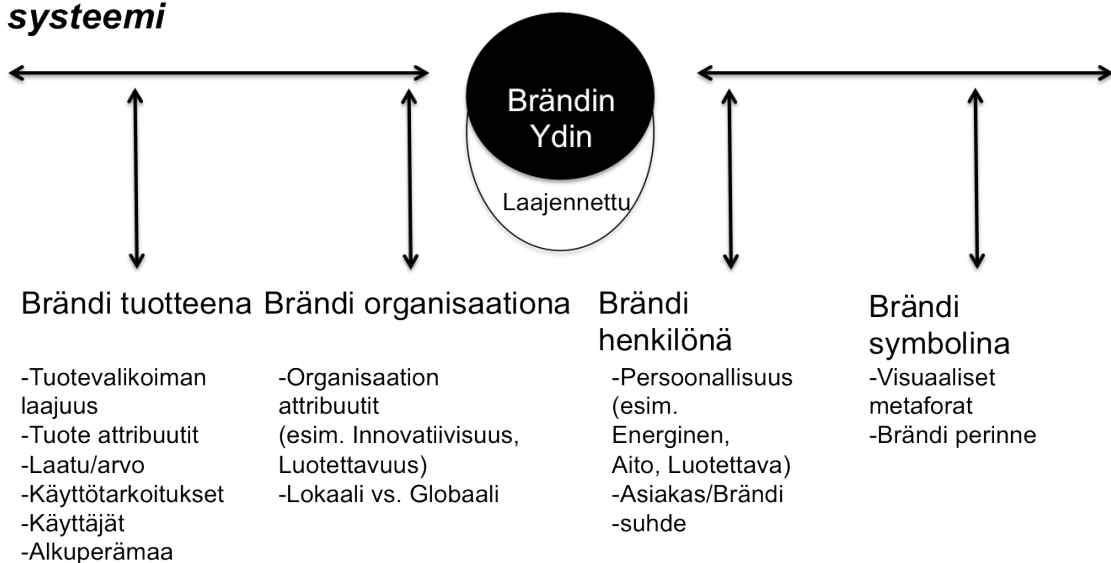 systeemi
Brändin
Ydin
Laajennettu
Brändi tuotteena
-Tuotevalikoiman
laajuus
-Tuote attribuutit
-Laatu/arvo
-Käyttötarkoitukset
-Käyttäjät
-Alkuperämaa
Brändi organisaationa
-Organisaation
attribuutit
(esim. Innovatiivisuus,
Luotettavuus)
-Lokaali vs. Globaali
Brändi
henkilönä
-Persoonallisuus
(esim.
Energinen,
Aito, Luotettava)
-Asiakas/Brändi
-suhde
Brändi
symbolina
-Visuaaliset
metaforat
-Brändi perinne